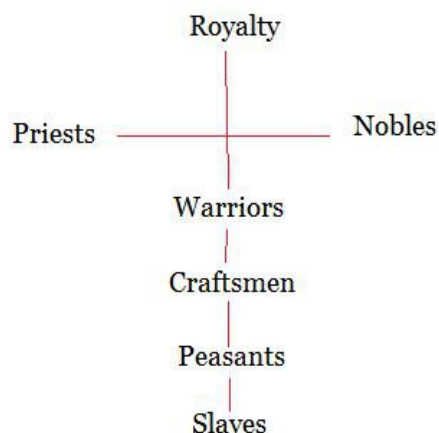 Royalty
Priests
Nobles
Warriors
Craftsmen
Peasants
Slaves